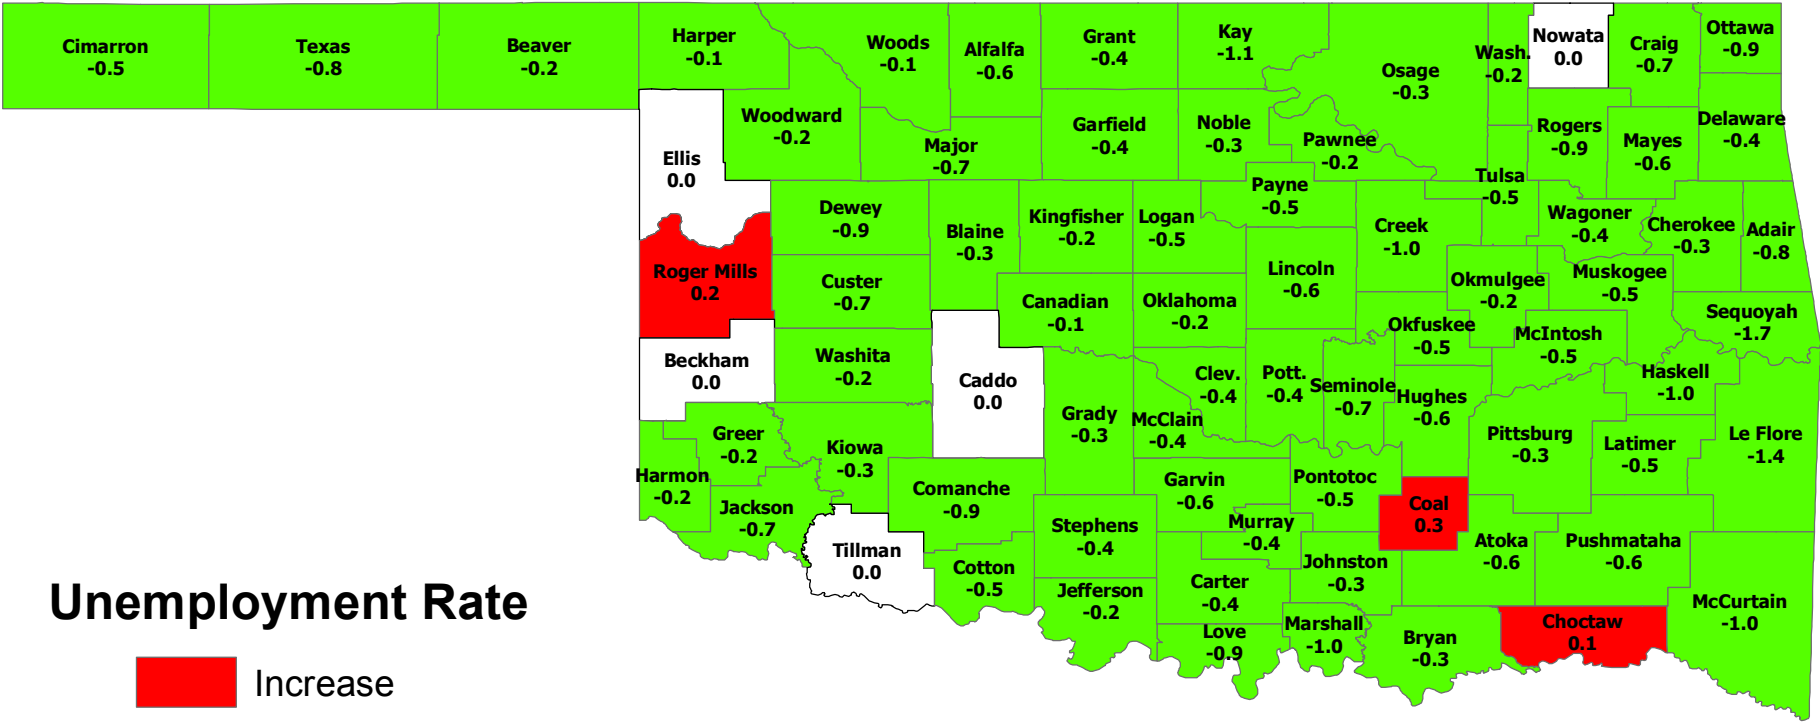 Cimarron
-0.5
Texas
-0.8
Beaver
-0.2
Harper
-0.1
Woods
-0.1
Alfalfa
-0.6
Grant
-0.4
Kay
-1.1
Osage
-0.3
Wash.
-0.2
Nowata
0.0
Craig
-0.7
Ottawa
-0.9
Ellis
0.0
Woodward
-0.2
Major
-0.7
Garfield
-0.4
Noble
-0.3
Pawnee
-0.2
Rogers
-0.9
Mayes
-0.6
Delaware
-0.4
Tulsa
-0.5
Payne
-0.5
Roger Mills
0.2
Dewey
-0.9
Blaine
-0.3
Kingfisher
-0.2
Logan
-0.5
Creek
-1.0
Wagoner
-0.4
Cherokee
-0.3
Adair
-0.8
Custer
-0.7
Canadian
-0.1
Oklahoma
-0.2
Lincoln
-0.6
Okmulgee
-0.2
Muskogee
-0.5
Sequoyah
-1.7
Okfuskee
-0.5
McIntosh
-0.5
Beckham
0.0
Washita
-0.2
Caddo
0.0
Grady
-0.3
McClain
-0.4
Clev.
-0.4
Pott.
-0.4
Seminole
-0.7
Hughes
-0.6
Haskell
-1.0
Pittsburg
-0.3
Latimer
-0.5
Le Flore
-1.4
Greer
-0.2
Kiowa
-0.3
Harmon
-0.2
Jackson
-0.7
Comanche
-0.9
Garvin
-0.6
Pontotoc
-0.5
Coal
0.3
Tillman
0.0
Stephens
-0.4
Murray
-0.4
Atoka
-0.6
Pushmataha
-0.6
Cotton
-0.5
Jefferson
-0.2
Carter
-0.4
Johnston
-0.3
McCurtain
-1.0
Love
-0.9
Marshall
-1.0
Bryan
-0.3
Choctaw
0.1
Unemployment Rate
Increase